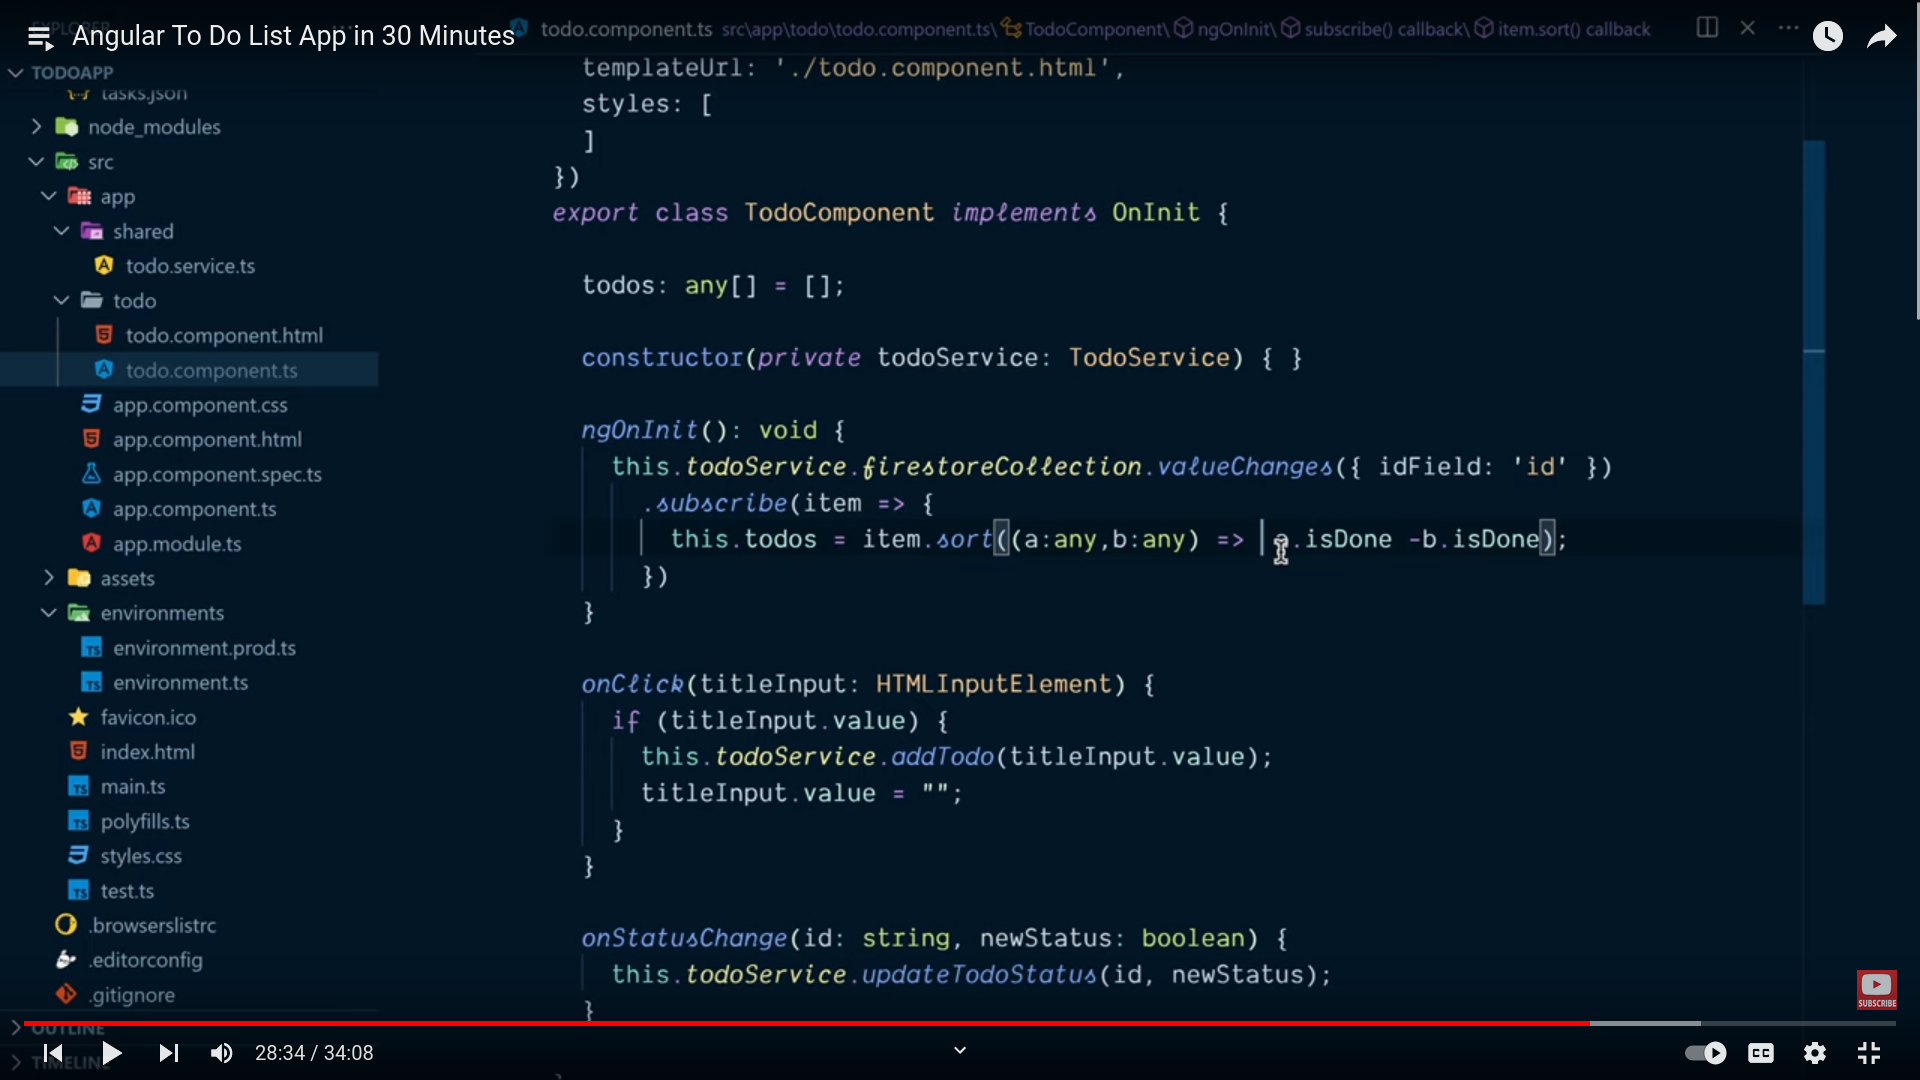 Angular To Do List App in 30 Minutes
todo.component.ts src\app\todo\todo.component.ts\ TodoComponent\ ngOnInit\ subscribe() callback\ item.sort() callback
TODOAPP
tasks.json
node_modules
src
app
shared
todo.service.ts
todo
todo.component.html
todo.component.ts
app.component.css
app.component.html
app.component.spec.ts
app.component.ts
app.module.ts
assets
environments
environment.prod.ts
environment.ts
favicon.ico
index.html
main.ts
polyfills.ts
styles.css
test.ts
.browserslistrc
.editorconfig
.gitignore
OUTLINE
TIMELINE
templateUrl: './todo.component.html',
styles: [
]
})
export class TodoComponent implements OnInit {
todos: any[] = [];
constructor(private todoService: TodoService) { }
ngOnInit(): void {
this.todoService.firestoreCollection.valueChanges({ idField: 'id' })
.subscribe(item => {
this.todos = item.sort((a:any,b:any) => a.isDone -b.isDone);
})
}
onClick(titleInput: HTMLInputElement) {
if (titleInput.value) {
this.todoService.addTodo(titleInput.value);
titleInput.value = "";
}
}
onStatusChange(id: string, newStatus: boolean) {
this.todoService.updateTodoStatus(id, newStatus);
}
SUBSCRIBE
28:34 / 34:08
CC